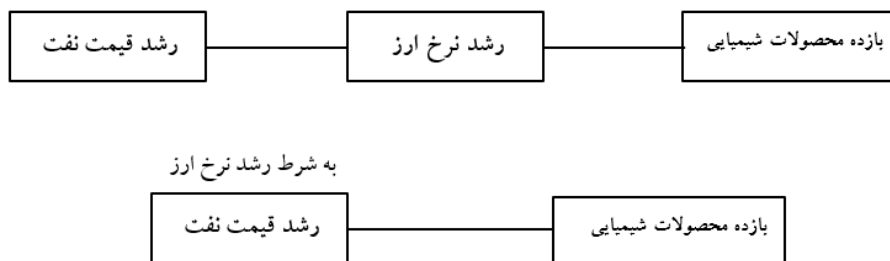 بازده محصولات شیمیایی
رشد نرخ ارز
رشد قیمت نفت
به شرط رشد نرخ ارز
بازده محصولات شیمیایی
رشد قیمت نفت